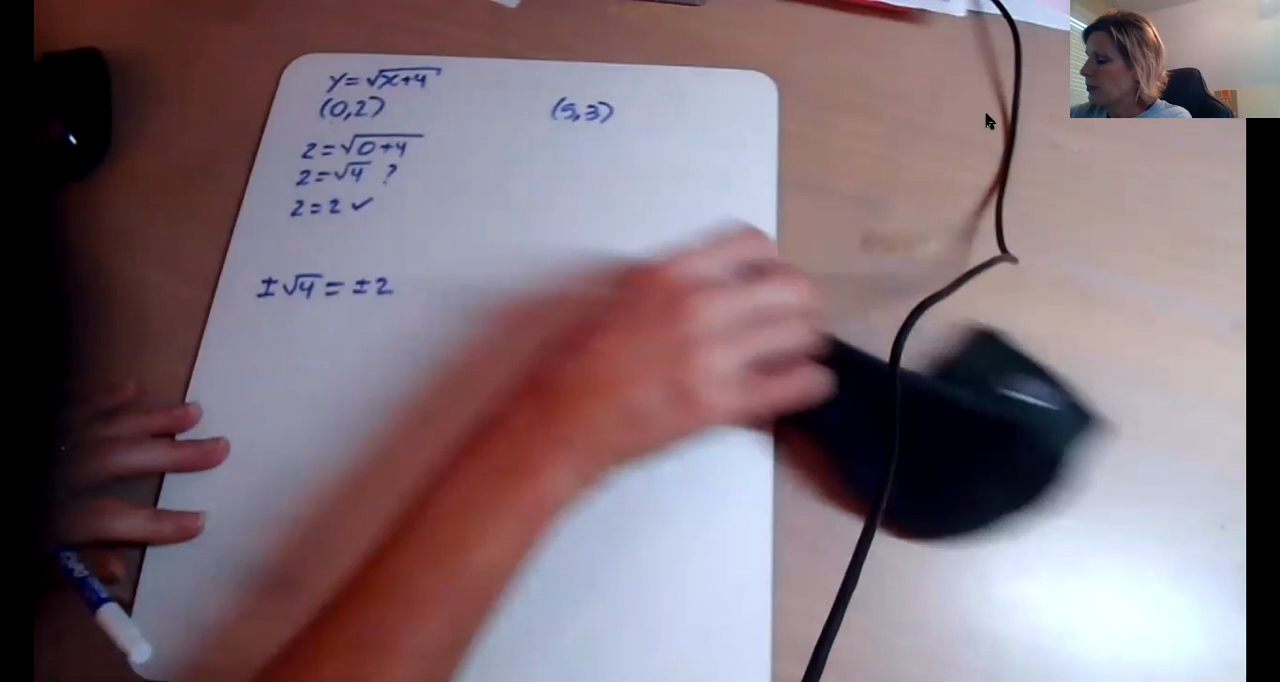 y=√x+4
(0,2) (5,3)
2=√0+4
2=√4 ?
2=2 ✓
±√4 = ±2